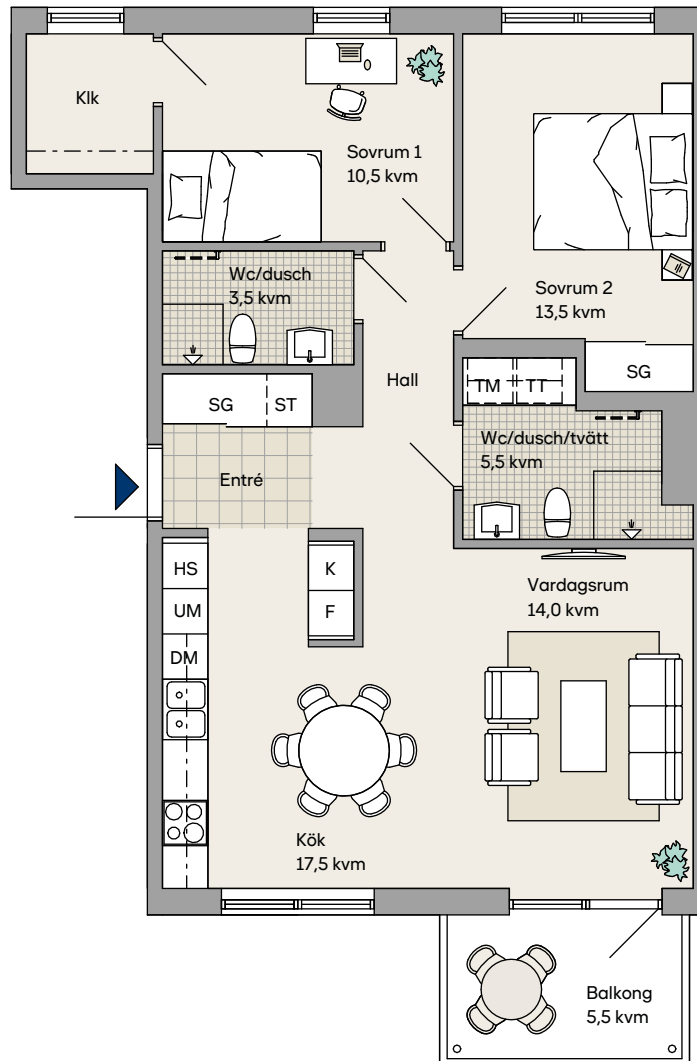 Klk
Sovrum 1
10,5 kvm
Wc/dusch
3,5 kvm
Sovrum 2
13,5 kvm
Hall
SG
TM
TT
SG
ST
Wc/dusch/tvätt
5,5 kvm
Entré
HS
K
UM
F
DM
Vardagsrum
14,0 kvm
Kök
17,5 kvm
Balkong
5,5 kvm